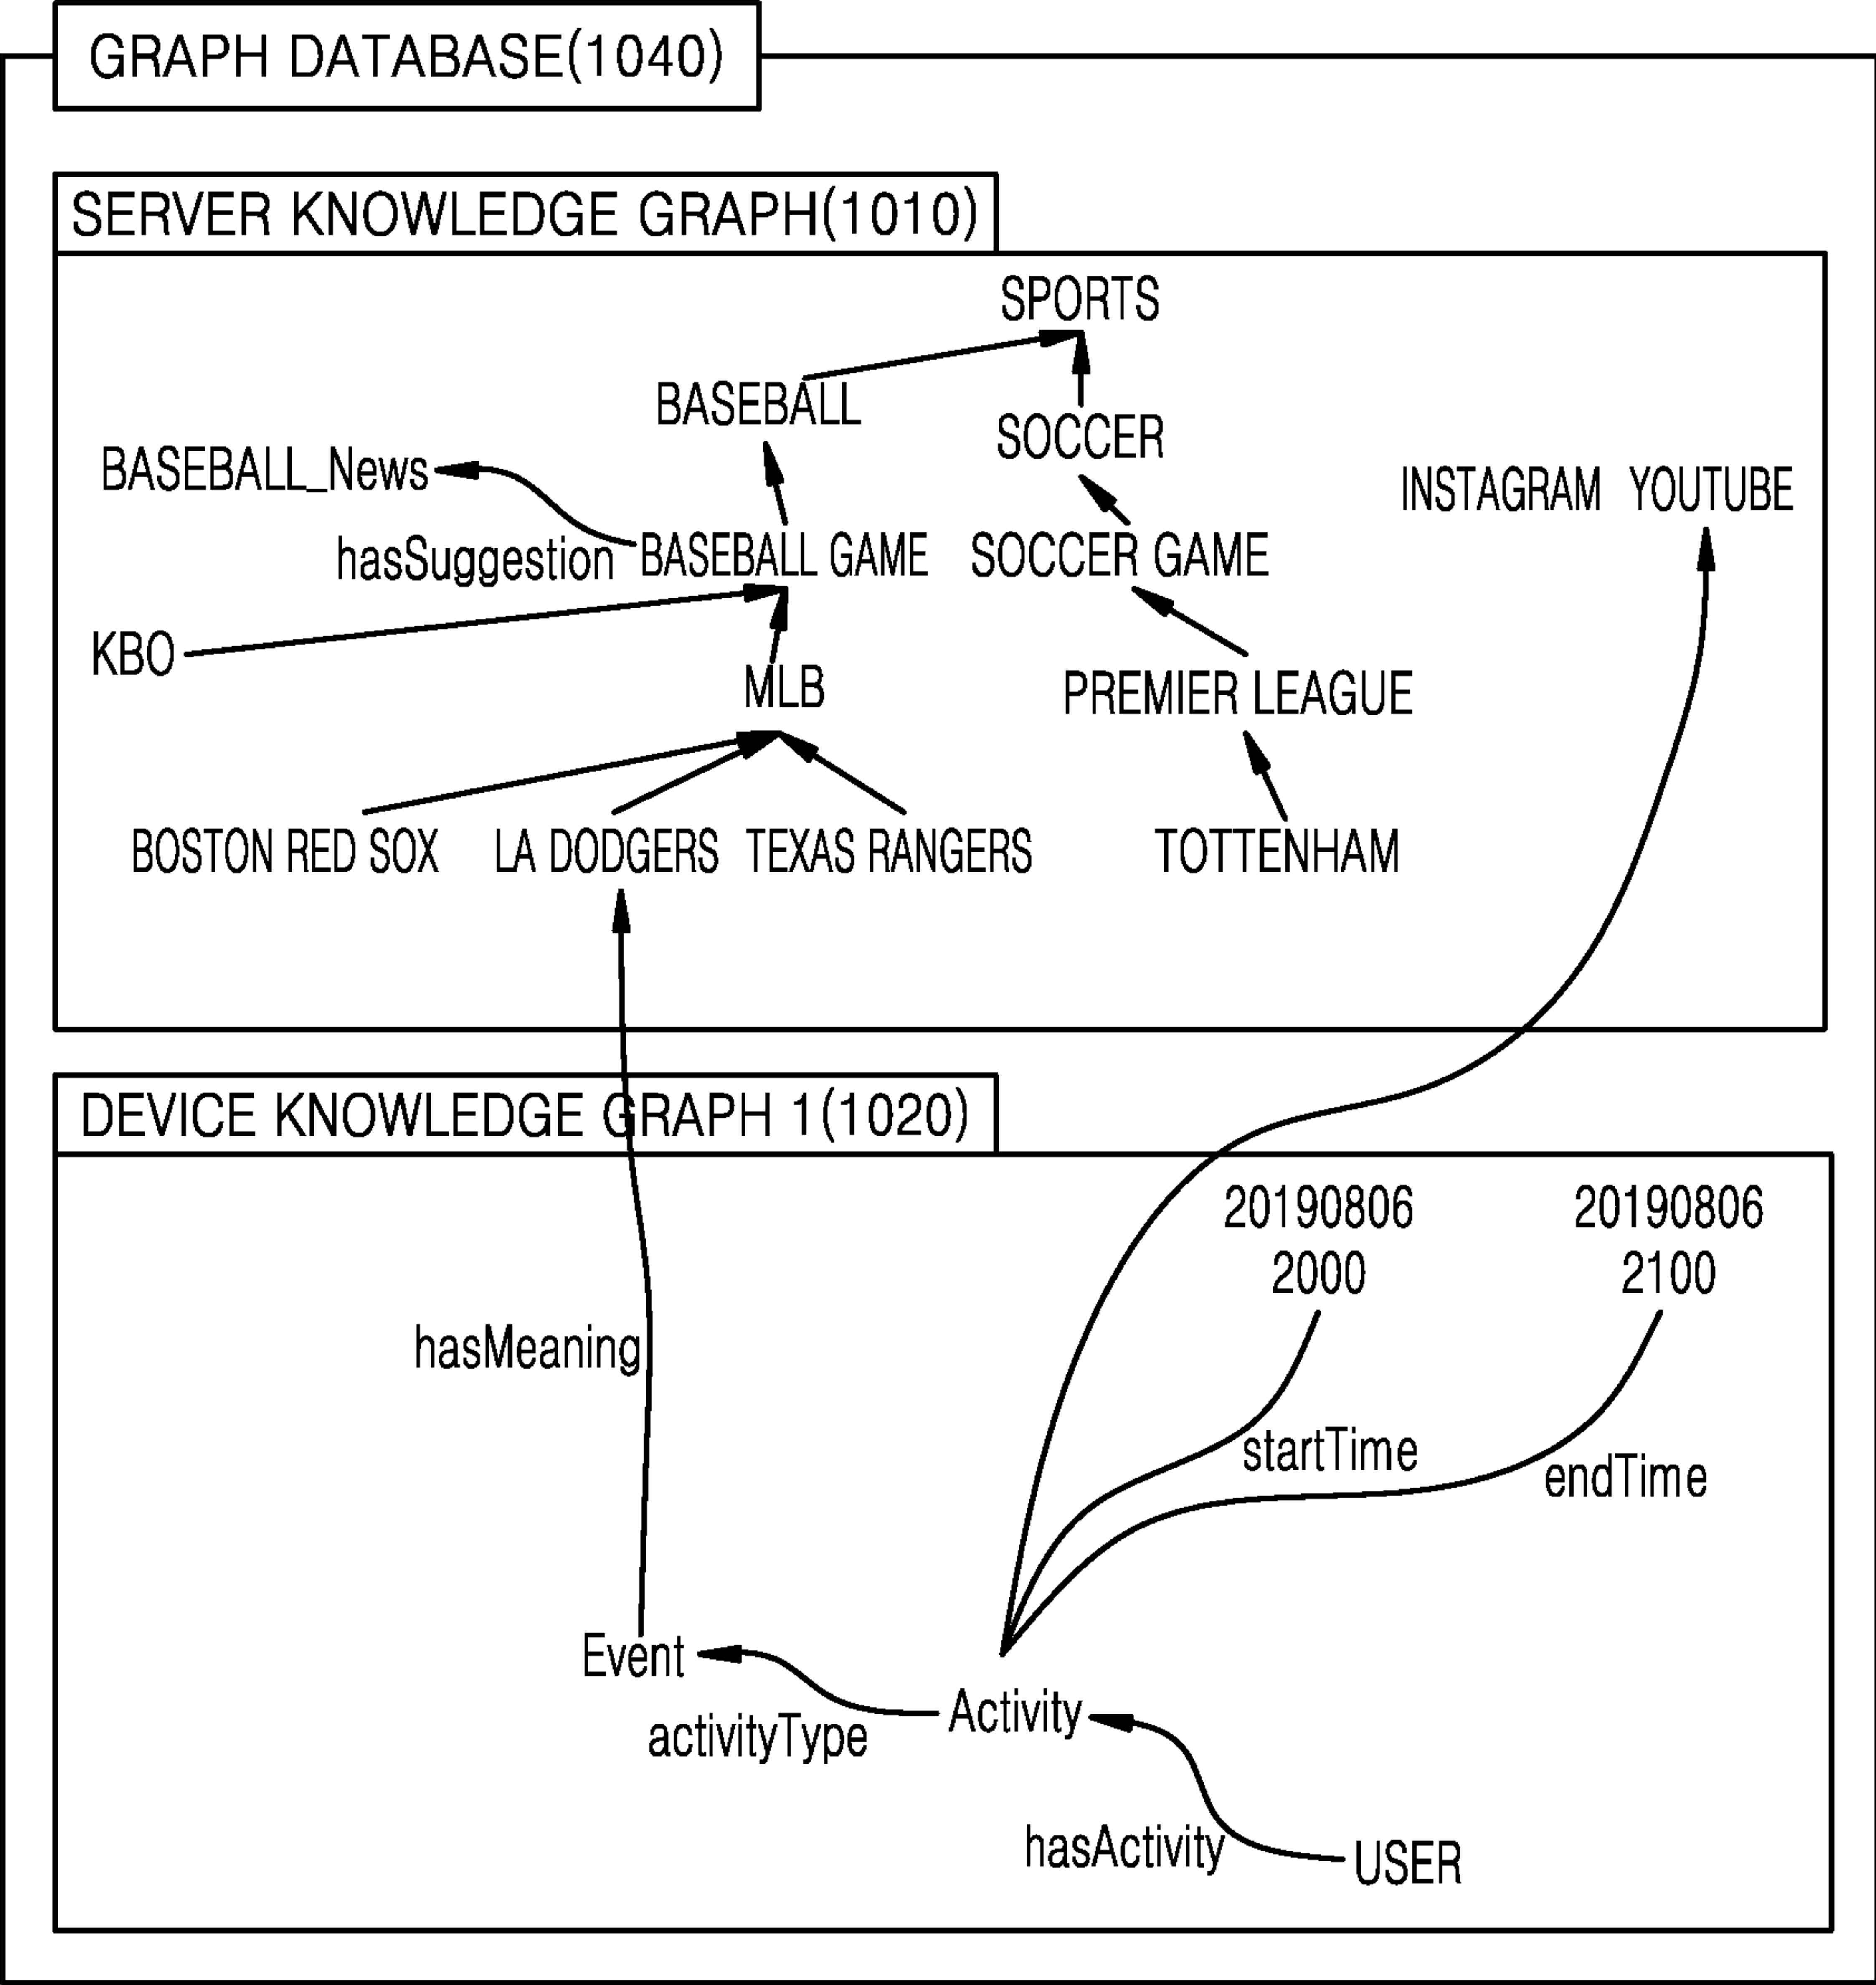 GRAPH DATABASE(1040)
SERVER KNOWLEDGE GRAPH(1010)
SPORTS
BASEBALL
SOCCER
BASEBALL_News
INSTAGRAM YOUTUBE
hasSuggestion
BASEBALL GAME
SOCCER GAME
KBO
MLB
PREMIER LEAGUE
BOSTON RED SOX
LA DODGERS
TEXAS RANGERS
TOTTENHAM
DEVICE KNOWLEDGE GRAPH 1(1020)
20190806
2000
20190806
2100
hasMeaning
startTime
endTime
Event
Activity
activityType
hasActivity
USER